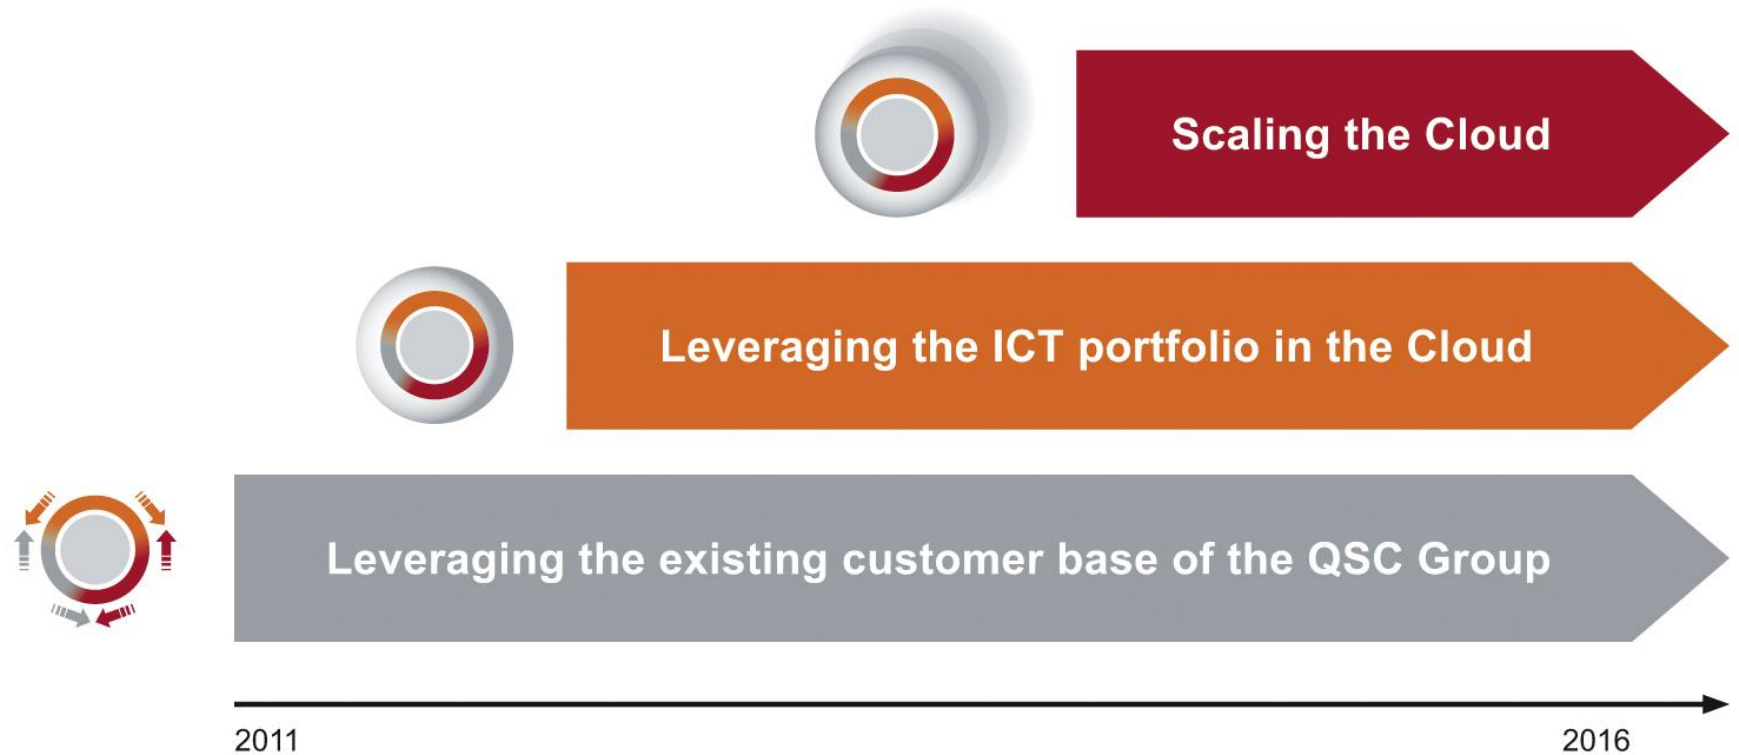 Scaling the Cloud
Leveraging the ICT portfolio in the Cloud
Leveraging the existing customer base of the QSC Group
2011
2016